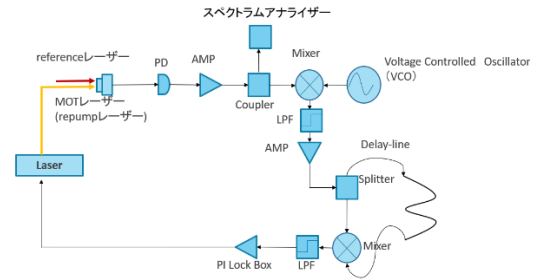 スペクトラムアナライザー
referenceレーザー
PD
AMP
Mixer
Voltage Controlled Oscillator
(VCO)
MOTレーザー
(repumpレーザー)
Coupler
LPF
AMP
Delay-line
Laser
Splitter
Mixer
PI Lock Box
LPF